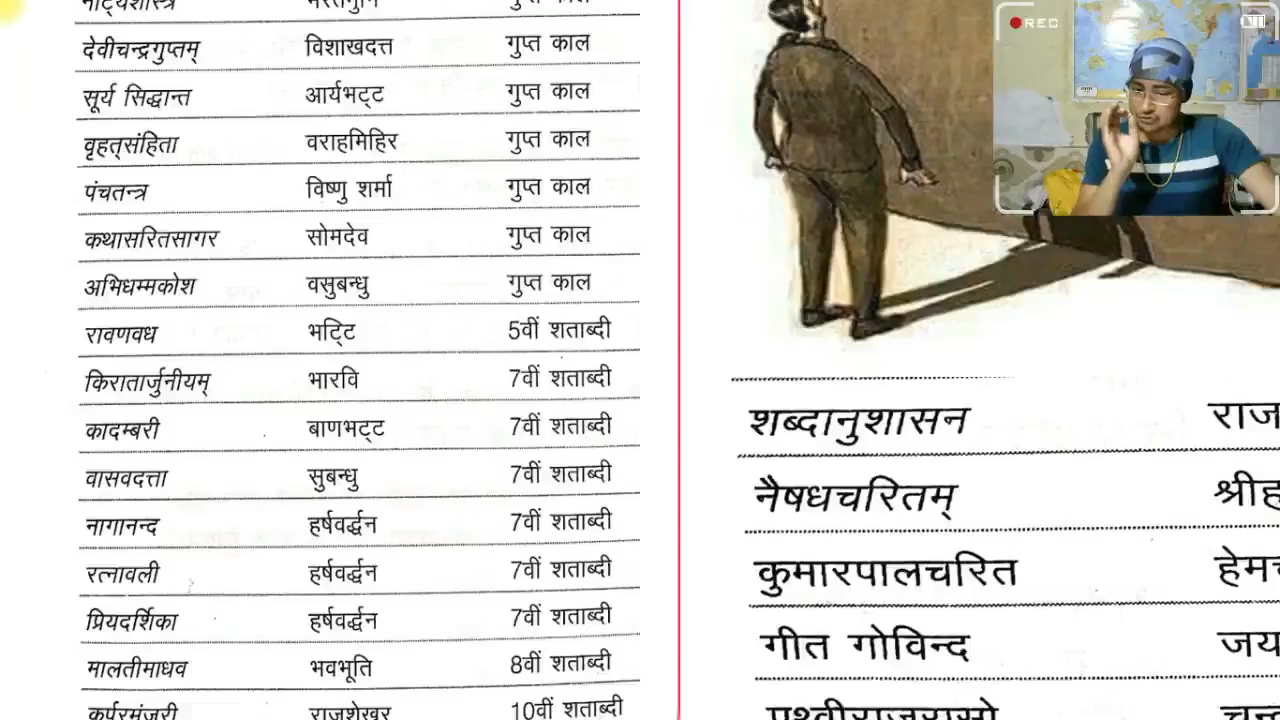 देवीचन्द्रगुप्तम् विशाखदत्त गुप्त काल
सूर्य सिद्धान्त आर्यभट्ट गुप्त काल
वृहत्संहिता वराहमिहिर गुप्त काल
पंचतन्त्र विष्णु शर्मा गुप्त काल
कथासरितसागर सोमदेव गुप्त काल
अभिधम्मकोश वसुबन्धु गुप्त काल
रावणवध भट्टि 5वीं शताब्दी
किरातार्जुनीयम् भारवि 7वीं शताब्दी
कादम्बरी बाणभट्ट 7वीं शताब्दी
वासवदत्ता सुबन्धु 7वीं शताब्दी
नागानन्द हर्षवर्द्धन 7वीं शताब्दी
रत्नावली हर्षवर्द्धन 7वीं शताब्दी
प्रियदर्शिका हर्षवर्द्धन 7वीं शताब्दी
मालतीमाधव भवभूति 8वीं शताब्दी
राजशेखर 10वीं शताब्दी
REC
शब्दानुशासन राज
नैषधचरितम् श्रीह
कुमारपालचरित हेमच
गीत गोविन्द जय